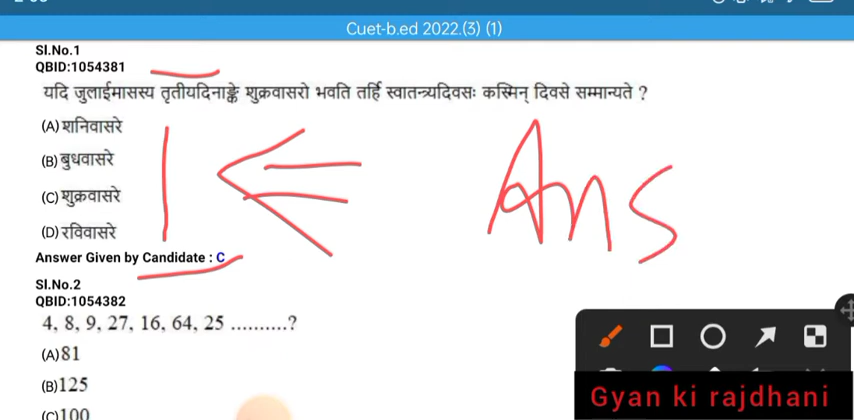 Cuet-b.ed 2022.(3) (1)
Sl.No.1
QBID:1054381
यदि जुलाईमासस्य तृतीयदिनाङ्के शुक्रवासरो भवति तर्हि स्वातन्त्र्यदिवसः कस्मिन् दिवसे सम्मान्यते ?
(A) शनिवासरे
(B) बुधवासरे
(C) शुक्रवासरे
(D) रविवासरे
Ans
Answer Given by Candidate : C
Sl.No.2
QBID:1054382
4, 8, 9, 27, 16, 64, 25 ..........?
(A) 81
(B) 125
(C) 100
Gyan ki rajdhani